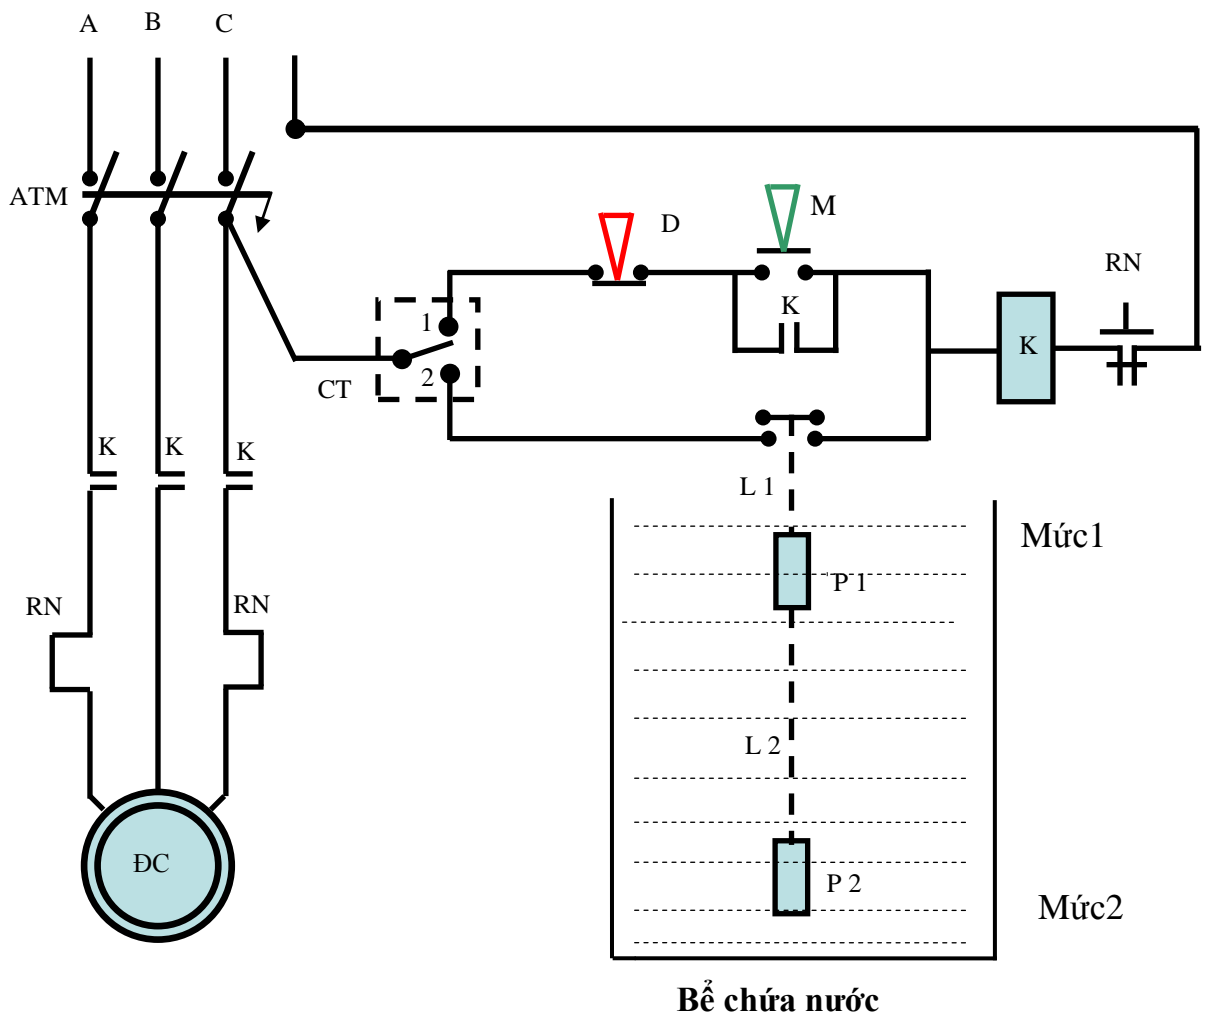 A B C
ATM
D
M
RN
K
1
K
2
CT
K K K
L 1
Mức1
P 1
RN RN
L 2
ĐC
P 2
Mức2
Bể chứa nước